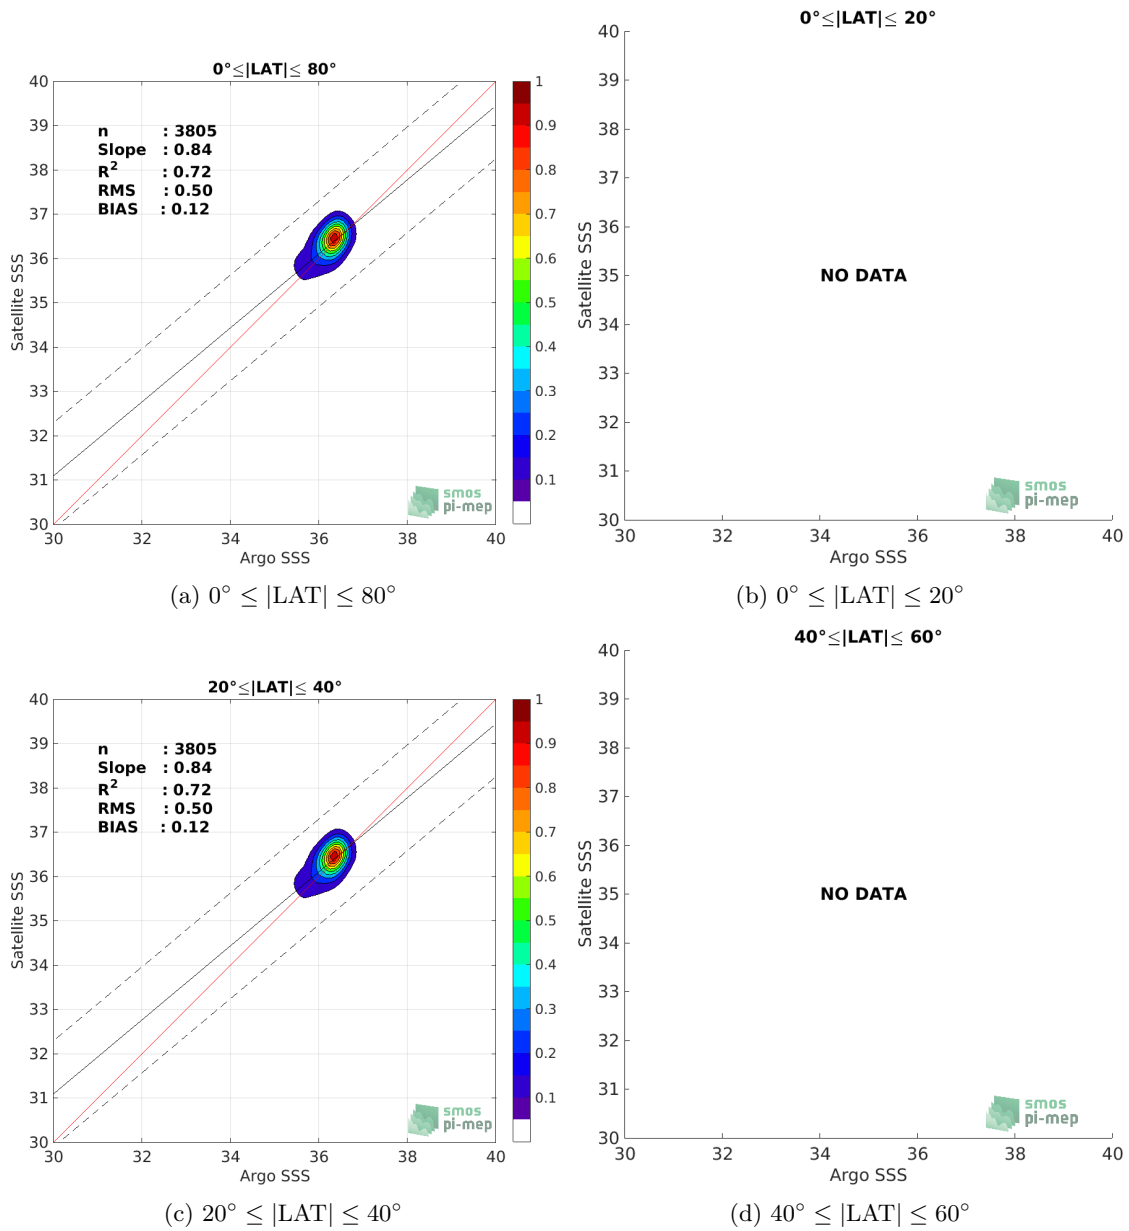 0°≤|LAT|≤ 80°
40
39
38
37
36
35
34
33
32
31
30
Satellite SSS
n : 3805
Slope : 0.84
R² : 0.72
RMS : 0.50
BIAS : 0.12
smos
pi-mep
30 32 34 36 38 40
Argo SSS
1
0.9
0.8
0.7
0.6
0.5
0.4
0.3
0.2
0.1
(a) 0° ≤ |LAT| ≤ 80°
0°≤|LAT|≤ 20°
40
39
38
37
36
35
34
33
32
31
30
Satellite SSS
NO DATA
smos
pi-mep
30 32 34 36 38 40
Argo SSS
(b) 0° ≤ |LAT| ≤ 20°
20°≤|LAT|≤ 40°
40
39
38
37
36
35
34
33
32
31
30
Satellite SSS
n : 3805
Slope : 0.84
R² : 0.72
RMS : 0.50
BIAS : 0.12
smos
pi-mep
30 32 34 36 38 40
Argo SSS
1
0.9
0.8
0.7
0.6
0.5
0.4
0.3
0.2
0.1
(c) 20° ≤ |LAT| ≤ 40°
40°≤|LAT|≤ 60°
40
39
38
37
36
35
34
33
32
31
30
Satellite SSS
NO DATA
smos
pi-mep
30 32 34 36 38 40
Argo SSS
(d) 40° ≤ |LAT| ≤ 60°